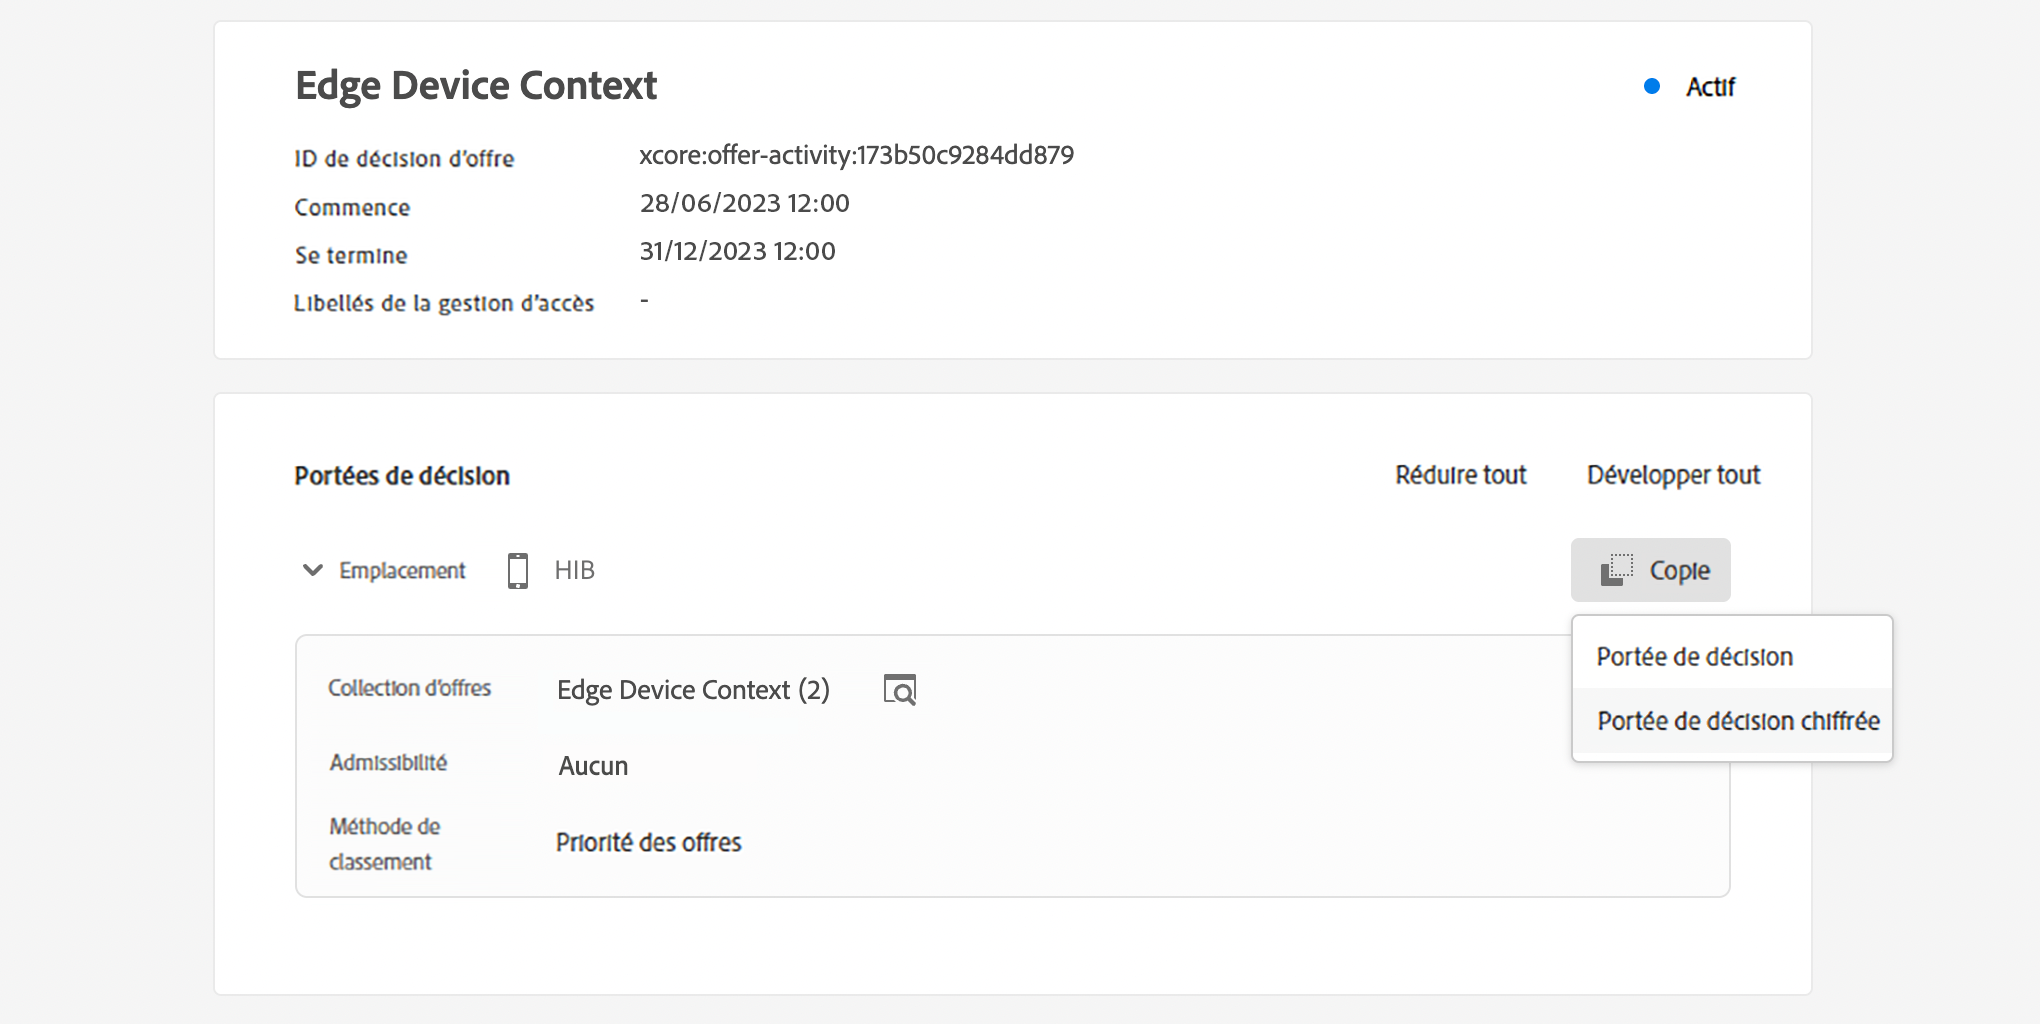 Edge Device Context
Actif
ID de décision d'offre xcore:offer-activity:173b50c9284dd879
Commence 28/06/2023 12:00
Se termine 31/12/2023 12:00
Libellés de la gestion d'accès -
Portées de décision
Réduire tout Développer tout
Emplacement HIB
Copie
Portée de décision
Portée de décision chiffrée
Collection d'offres Edge Device Context (2)
Admissibilité Aucun
Méthode de
classement
Priorité des offres